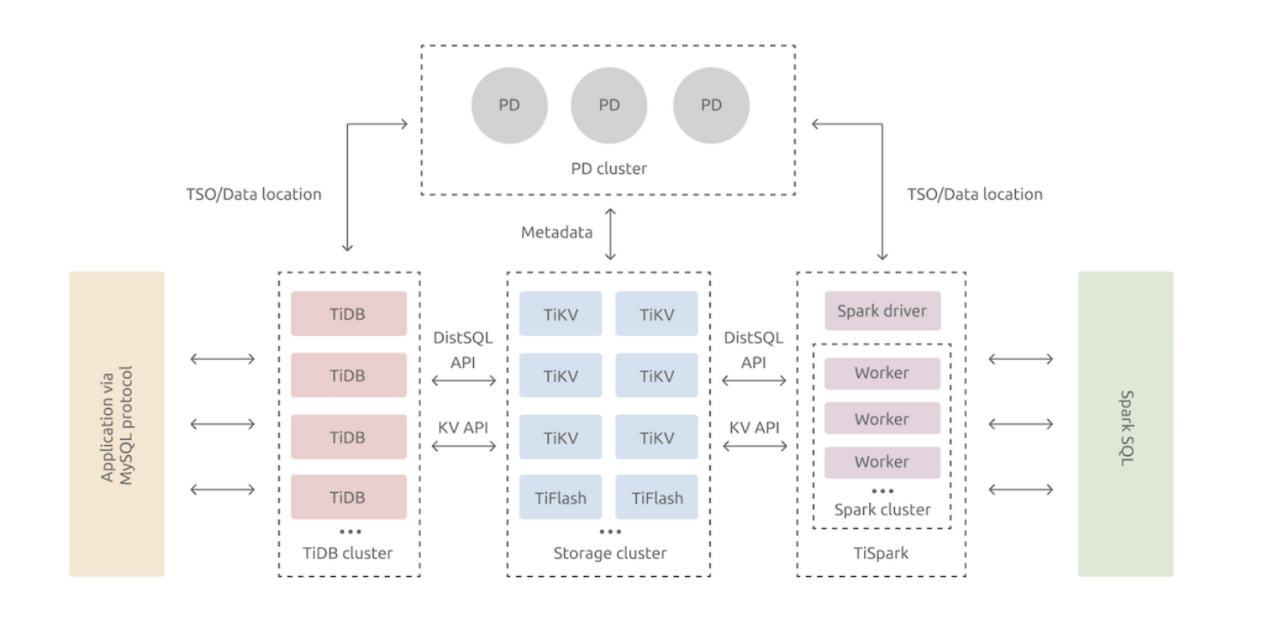 PD
PD
PD
PD cluster
TSO/Data location
TSO/Data location
Metadata
Application via
MySQL protocol
TiDB
TiDB
TiDB
TiDB
...
TiDB cluster
DistSQL
API
KV API
TiKV
TiKV
TiKV
TiKV
TiKV
TiKV
TiFlash
TiFlash
...
Storage cluster
DistSQL
API
KV API
Spark driver
Worker
Worker
Worker
...
Spark cluster
TiSpark
Spark SQL